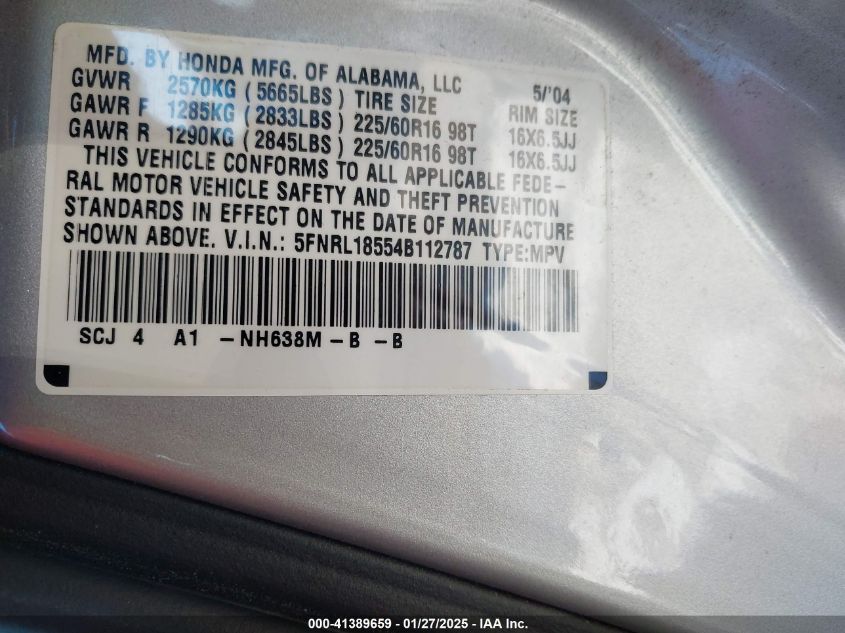 MFD. BY HONDA MFG. OF ALABAMA, LLC 5/'04
GVWR 2570KG (5665LBS) TIRE SIZE RIM SIZE
GAWR F 1285KG (2833LBS) 225/60R16 98T 16X6.5JJ
GAWR R 1290KG (2845LBS) 225/60R16 98T 16X6.5JJ
THIS VEHICLE CONFORMS TO ALL APPLICABLE FEDE-
RAL MOTOR VEHICLE SAFETY AND THEFT PREVENTION
STANDARDS IN EFFECT ON THE DATE OF MANUFACTURE
SHOWN ABOVE. V.I.N.: 5FNRL18554B112787 TYPE:MPV
SCJ 4 A1 -NH638M-B -B
000-41389659 | 01/27/2025 - IAA Inc.